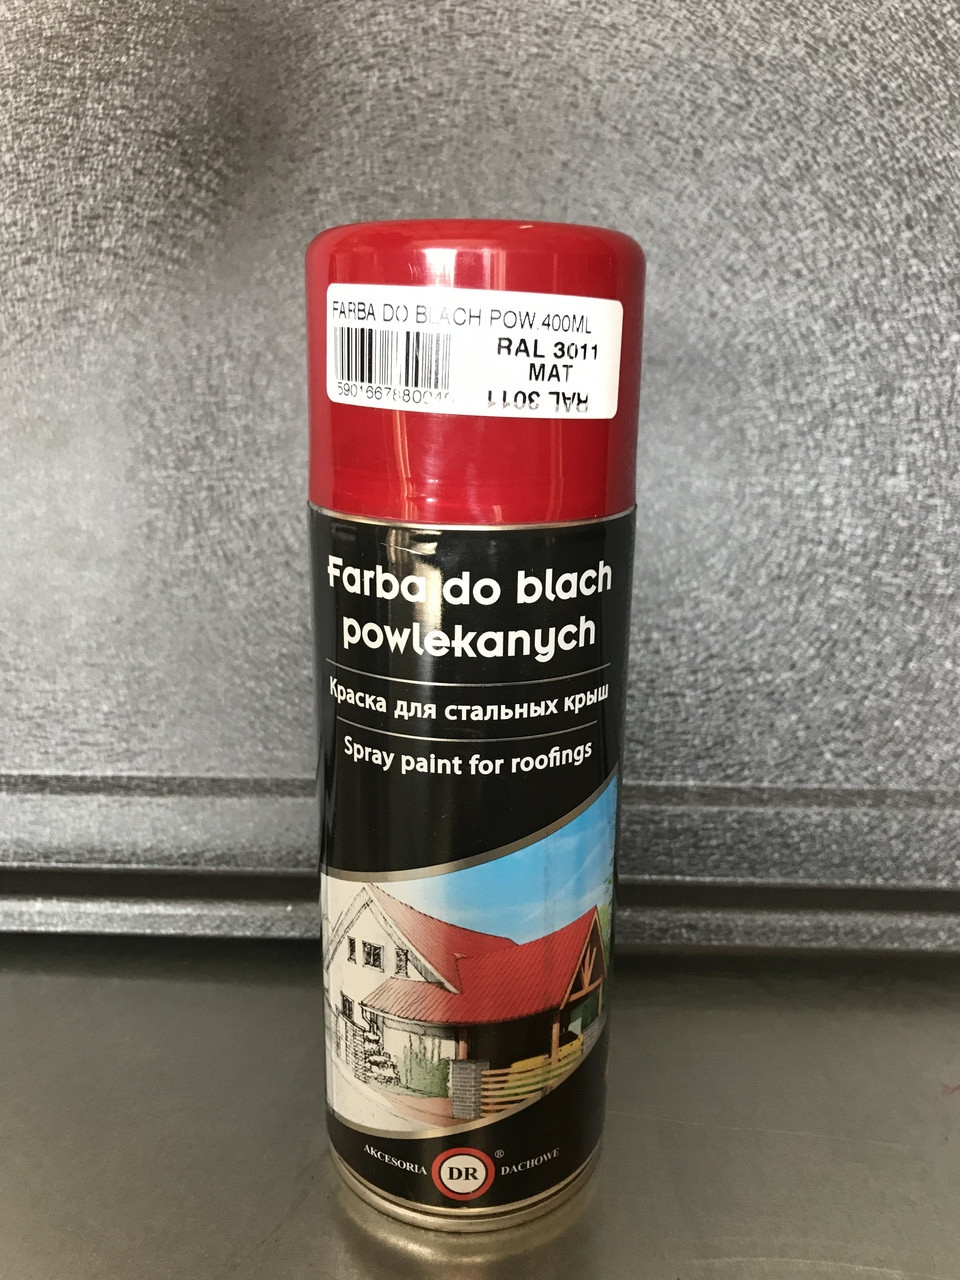 FARBA DO BLACH POW.400ML
RAL 3011
MAT
RAL 3011
Farba do blach
powlekanych
Краска для стальных крыш
Spray paint for roofings
AKCESORIA DR ® DACHOWE